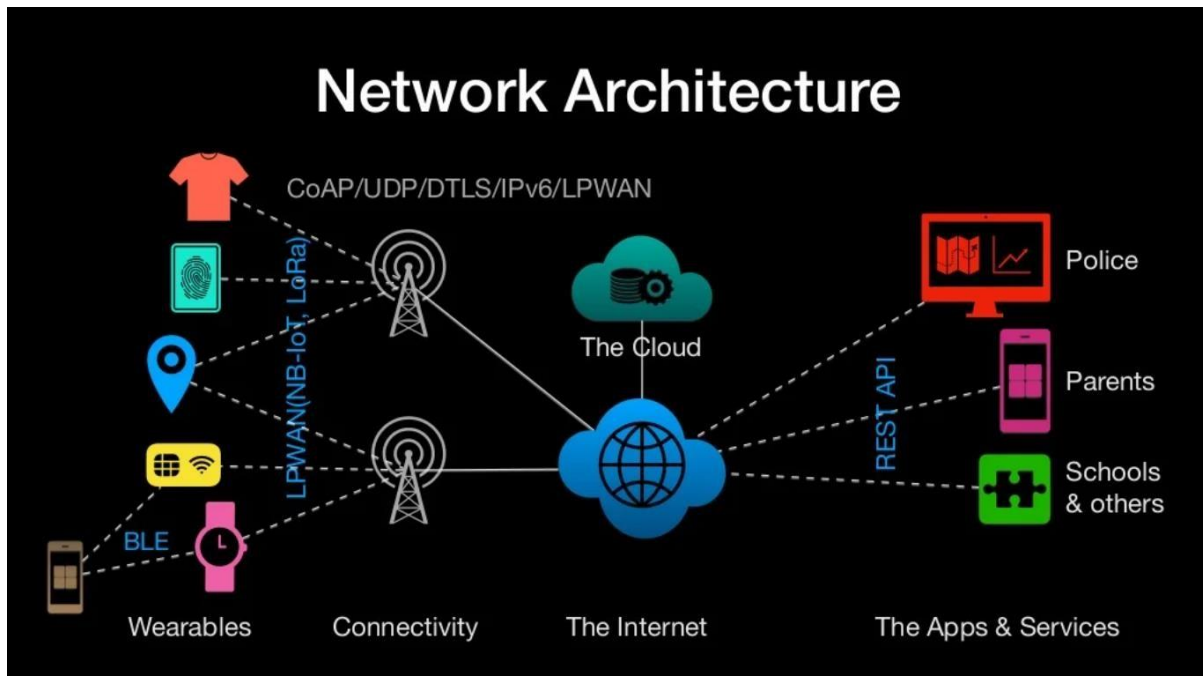 Network Architecture
CoAP/UDP/DTLS/IPv6/LPWAN
LPWAN(NB-IoT, LoRa)
BLE
The Cloud
REST API
Police
Parents
Schools
& others
Wearables
Connectivity
The Internet
The Apps & Services